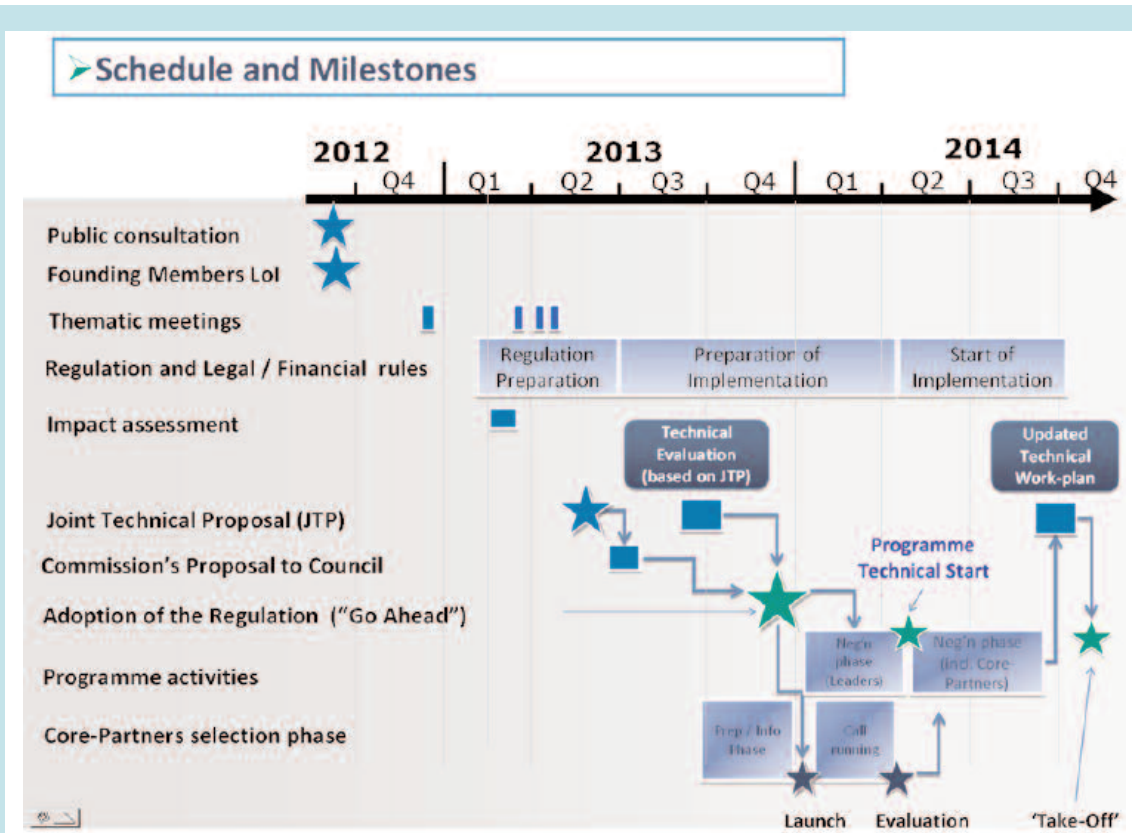 Schedule and Milestones
2012 2013 2014
Q4 Q1 Q2 Q3 Q4 Q1 Q2 Q3 Q4
Public consultation
Founding Members LoI
Thematic meetings
Regulation and Legal / Financial rules
Regulation
Preparation
Preparation of
Implementation
Start of
Implementation
Impact assessment
Technical
Evaluation
(based on JTP)
Updated
Technical
Work-plan
Joint Technical Proposal (JTP)
Commission's Proposal to Council
Programme
Technical Start
Adoption of the Regulation ("Go Ahead")
Programme activities
Neg'n
phase
(Leaders)
Neg'n phase
(incl. Core-
Partners)
Core-Partners selection phase
Prep / Info
Phase
Call
running
Launch Evaluation 'Take-Off'